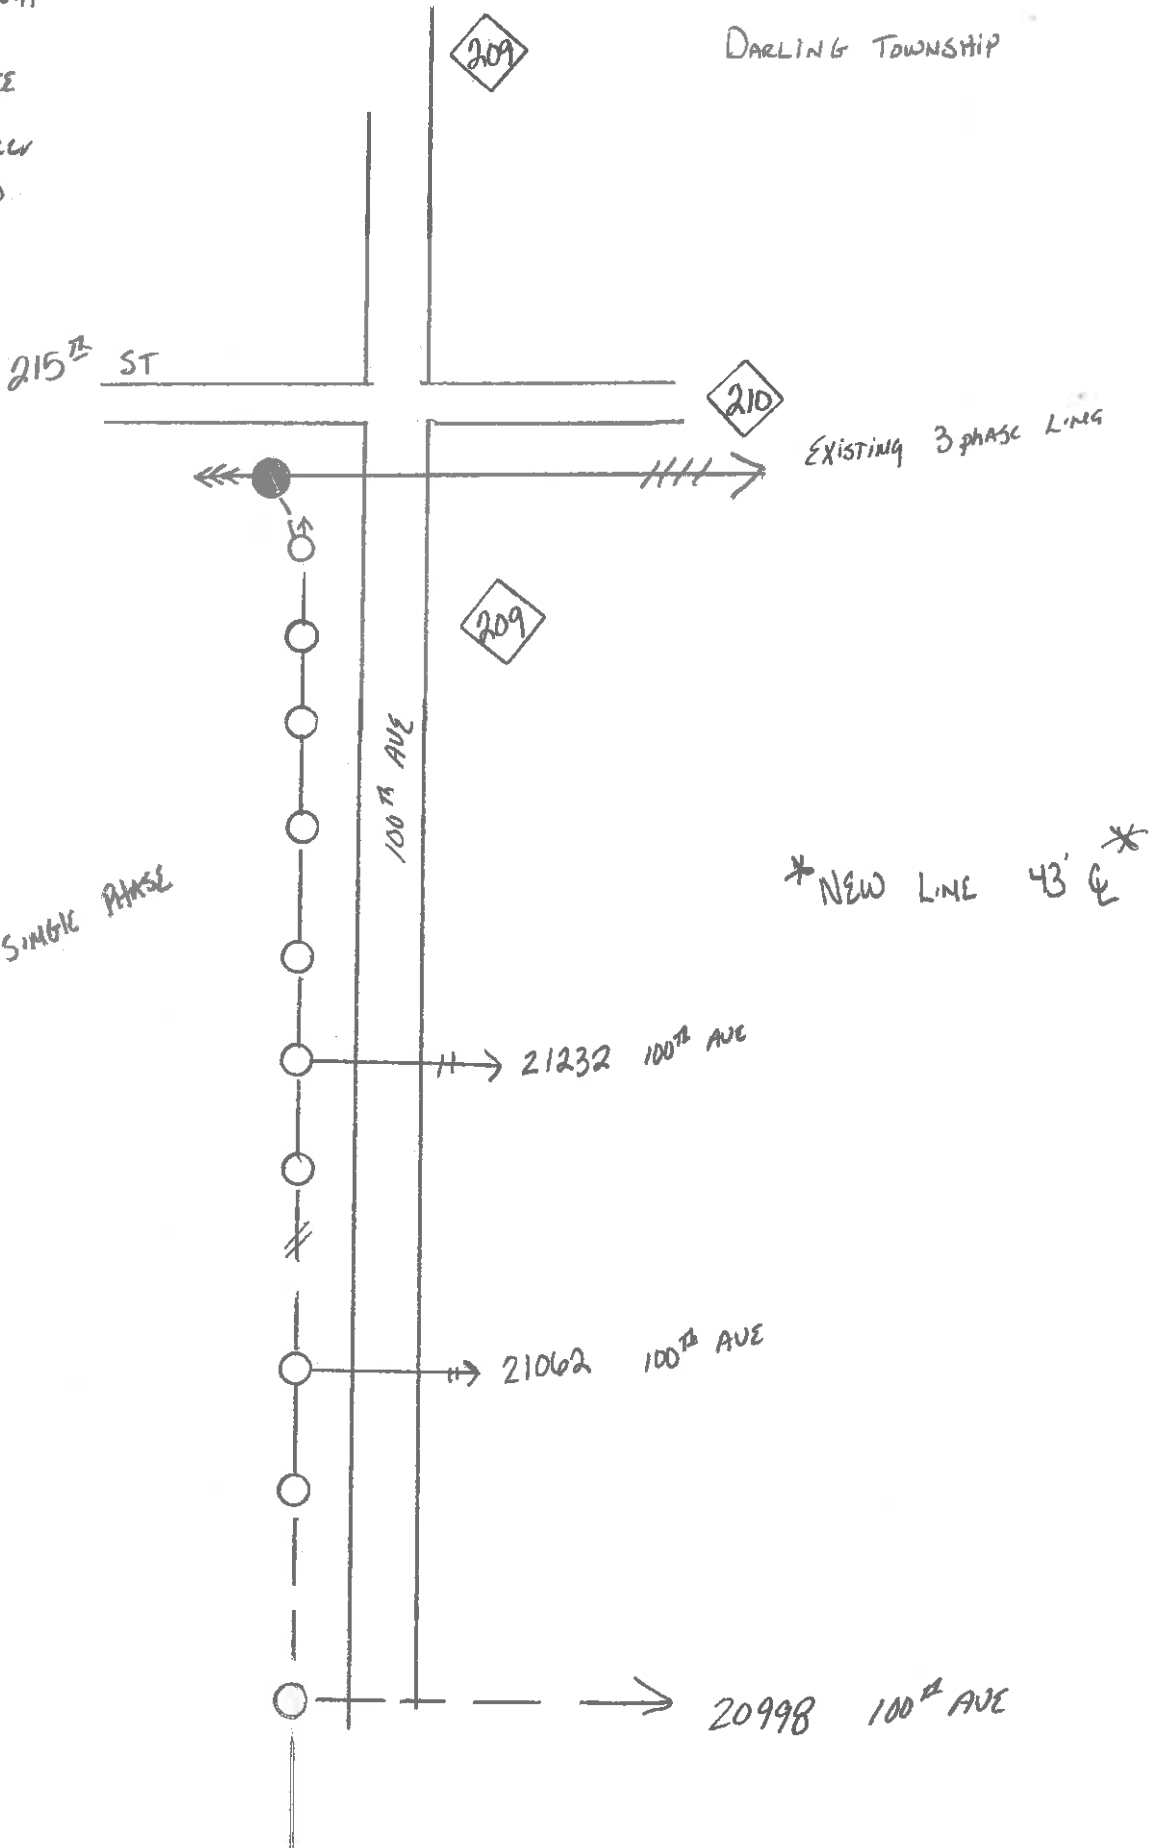 209
DARLING TOWNSHIP
215TH ST
210
EXISTING 3 PHASE LINE
209
100TH AVE
*NEW LINE 43' ℄*
SINGLE PHASE
21232 100TH AVE
21062 100TH AVE
20998 100TH AVE